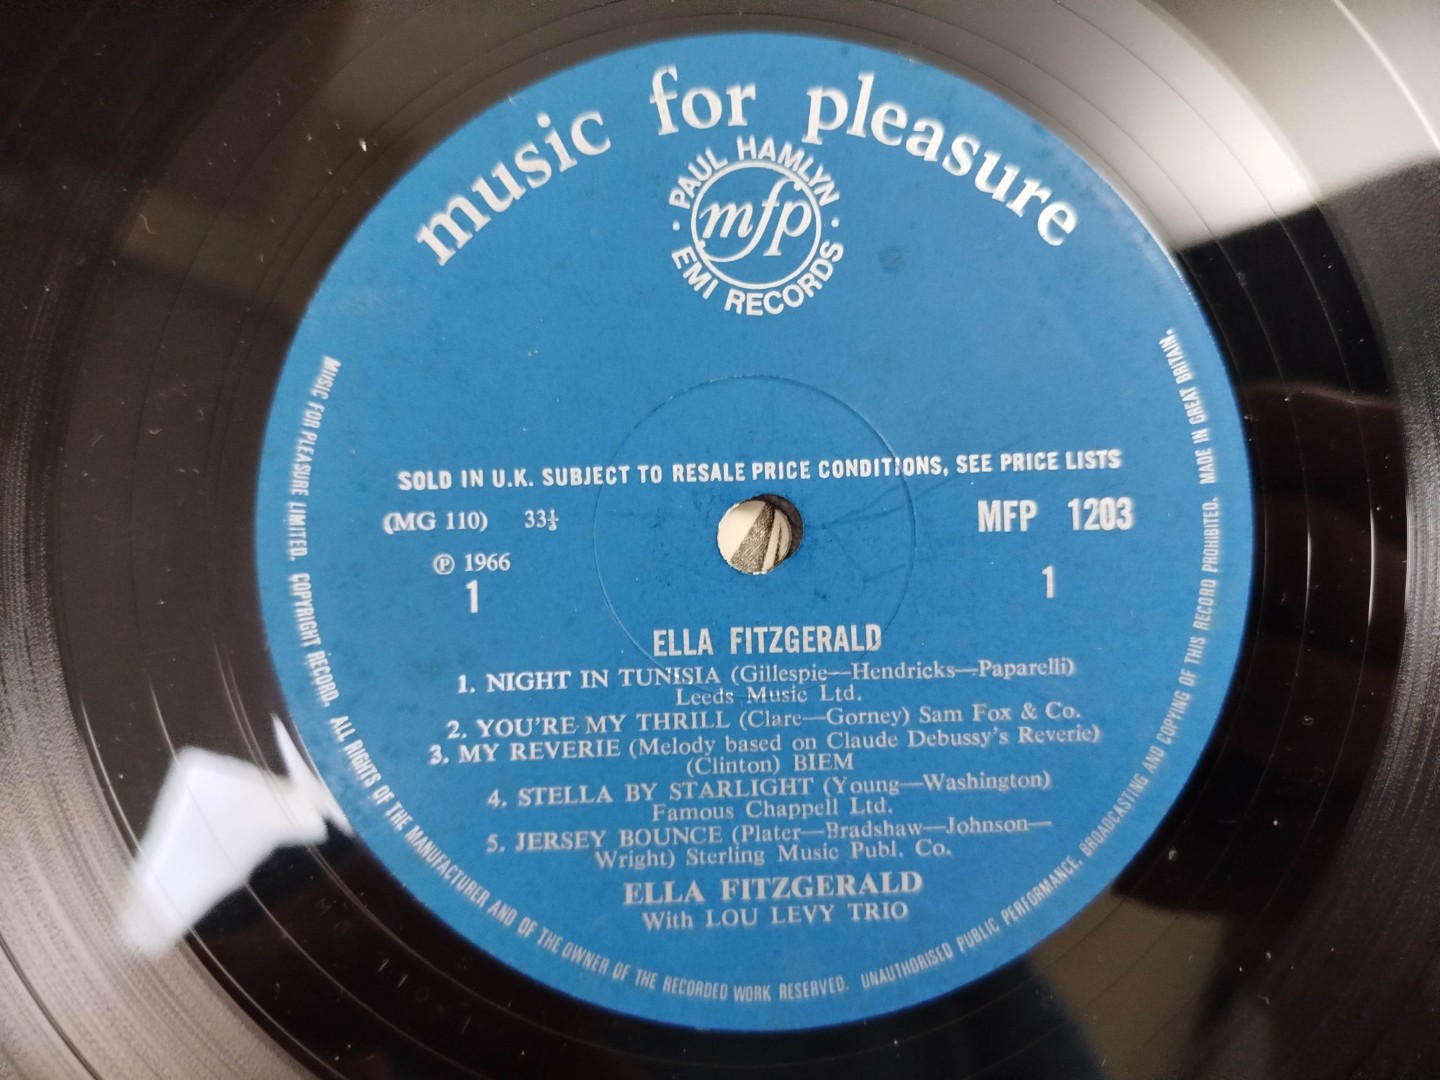 music for pleasure
PAUL HAMLYN
mfp
EMI RECORDS
SOLD IN U.K. SUBJECT TO RESALE PRICE CONDITIONS, SEE PRICE LISTS
(MG 110) 33⅓ MFP 1203
℗ 1966
1 1
ELLA FITZGERALD
1. NIGHT IN TUNISIA (Gillespie—Hendricks—Paparelli)
Leeds Music Ltd.
2. YOU'RE MY THRILL (Clare—Gorney) Sam Fox & Co.
3. MY REVERIE (Melody based on Claude Debussy's Reverie)
(Clinton) BIEM
4. STELLA BY STARLIGHT (Young—Washington)
Famous Chappell Ltd.
5. JERSEY BOUNCE (Plater—Bradshaw—Johnson—
Wright) Sterling Music Publ. Co.
ELLA FITZGERALD
With LOU LEVY TRIO
MUSIC FOR PLEASURE LIMITED. COPYRIGHT RECORD. ALL RIGHTS OF THE MANUFACTURER AND OF THE OWNER OF THE RECORDED WORK RESERVED. UNAUTHORISED PUBLIC PERFORMANCE, BROADCASTING AND COPYING OF THIS RECORD PROHIBITED. MADE IN GREAT BRITAIN.